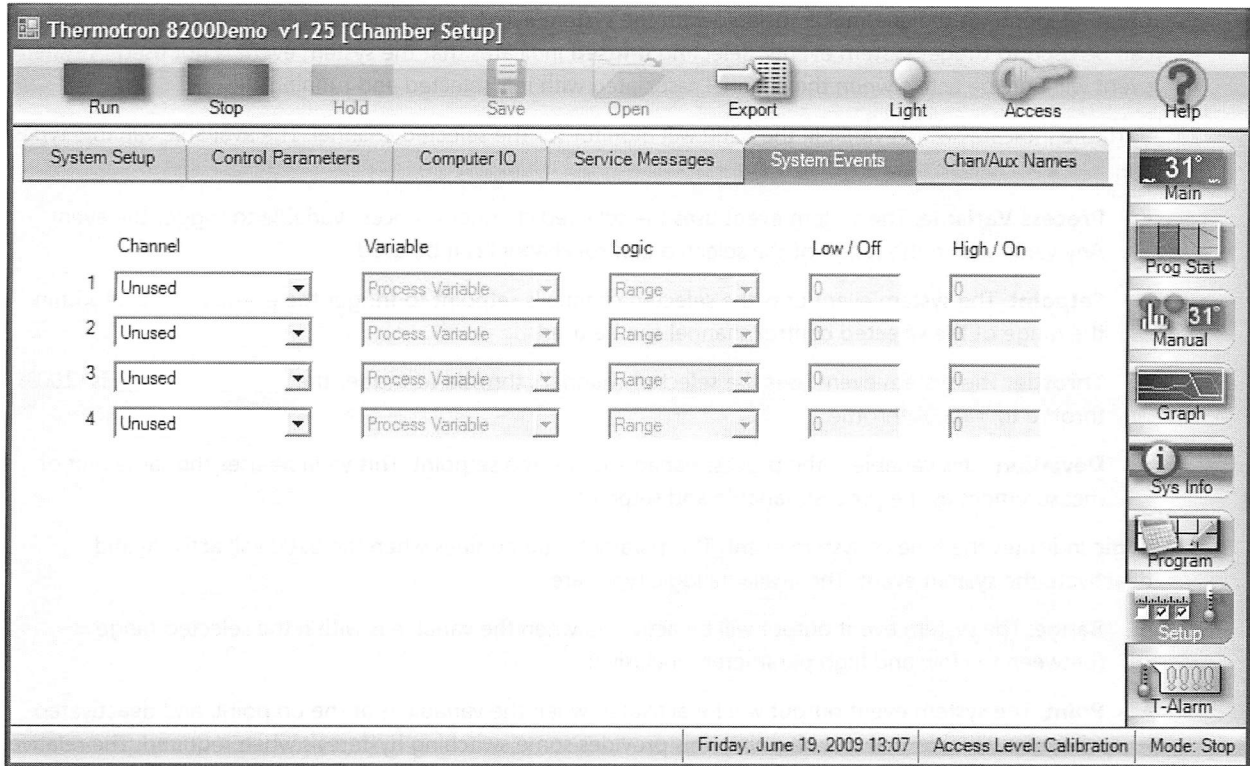 Thermotron 8200Demo v1.25 [Chamber Setup]
Run Stop Hold Save Open Export Light Access Help
System Setup Control Parameters Computer IO Service Messages System Events Chan/Aux Names
31° Main
Prog Stat
31° Manual
Graph
Sys Info
Program
Setup
T-Alarm
Channel Variable Logic Low / Off High / On
1 Unused Process Variable Range 0 0
2 Unused Process Variable Range 0 0
3 Unused Process Variable Range 0 0
4 Unused Process Variable Range 0 0
Friday, June 19, 2009 13:07 Access Level: Calibration Mode: Stop